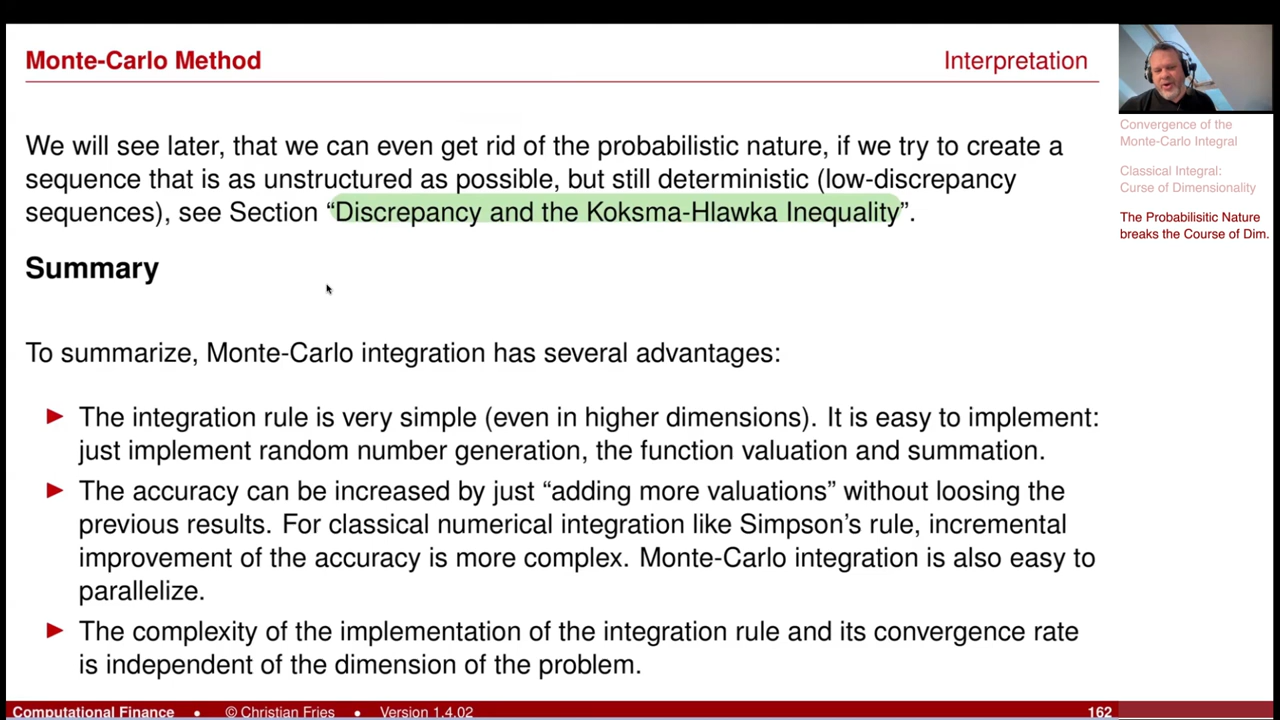 Monte-Carlo Method
Interpretation
We will see later, that we can even get rid of the probabilistic nature, if we try to create a
sequence that is as unstructured as possible, but still deterministic (low-discrepancy
sequences), see Section “Discrepancy and the Koksma-Hlawka Inequality”.
Summary
To summarize, Monte-Carlo integration has several advantages:
The integration rule is very simple (even in higher dimensions). It is easy to implement:
just implement random number generation, the function valuation and summation.
The accuracy can be increased by just “adding more valuations” without loosing the
previous results. For classical numerical integration like Simpson’s rule, incremental
improvement of the accuracy is more complex. Monte-Carlo integration is also easy to
parallelize.
The complexity of the implementation of the integration rule and its convergence rate
is independent of the dimension of the problem.
Convergence of the
Monte-Carlo Integral
Classical Integral:
Curse of Dimensionality
The Probabilisitic Nature
breaks the Course of Dim.
Computational Finance • © Christian Fries • Version 1.4.02
162